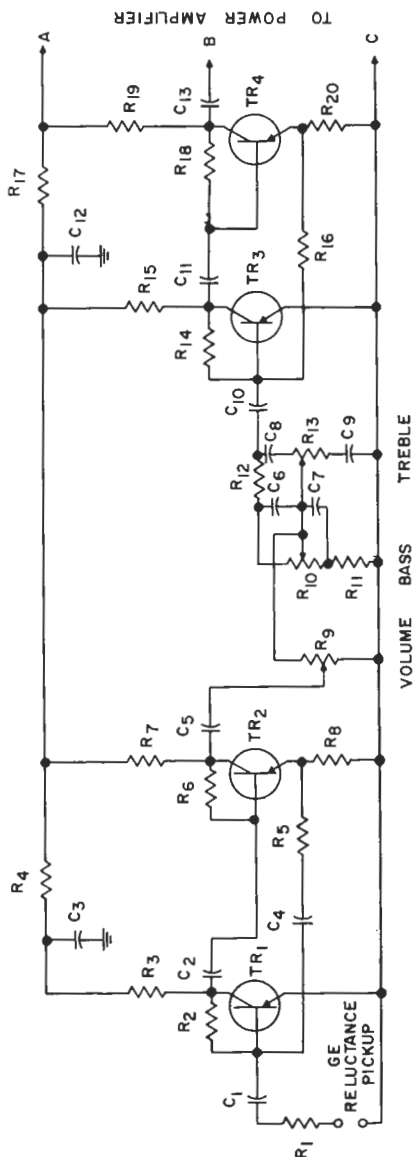 A
R17
R4
C12
R19
R15
R7
C3
R3
C13
B
R18
C11
R14
C5
R6
C2
R2
TR4
TR3
TR2
TR1
C10
R12
C8
C6
R16
R13
R10
C7
R9
R5
C4
C1
R20
C9
R11
R8
R1
C
GE
RELUCTANCE
PICKUP
VOLUME
BASS
TREBLE
TO POWER AMPLIFIER